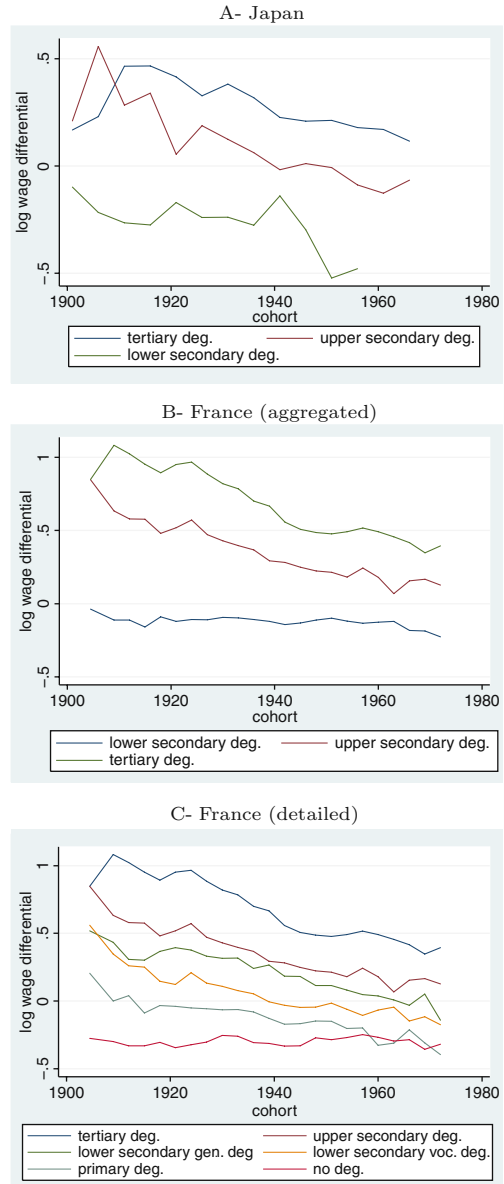 A- Japan
.5
0
-.5
log wage differential
1900 1920 1940 1960 1980
cohort
tertiary deg. upper secondary deg.
lower secondary deg.
B- France (aggregated)
1
.5
0
-.5
log wage differential
1900 1920 1940 1960 1980
cohort
lower secondary deg. upper secondary deg.
tertiary deg.
C- France (detailed)
1
.5
0
-.5
log wage differential
1900 1920 1940 1960 1980
cohort
tertiary deg. upper secondary deg.
lower secondary gen. deg lower secondary voc. deg.
primary deg. no deg.